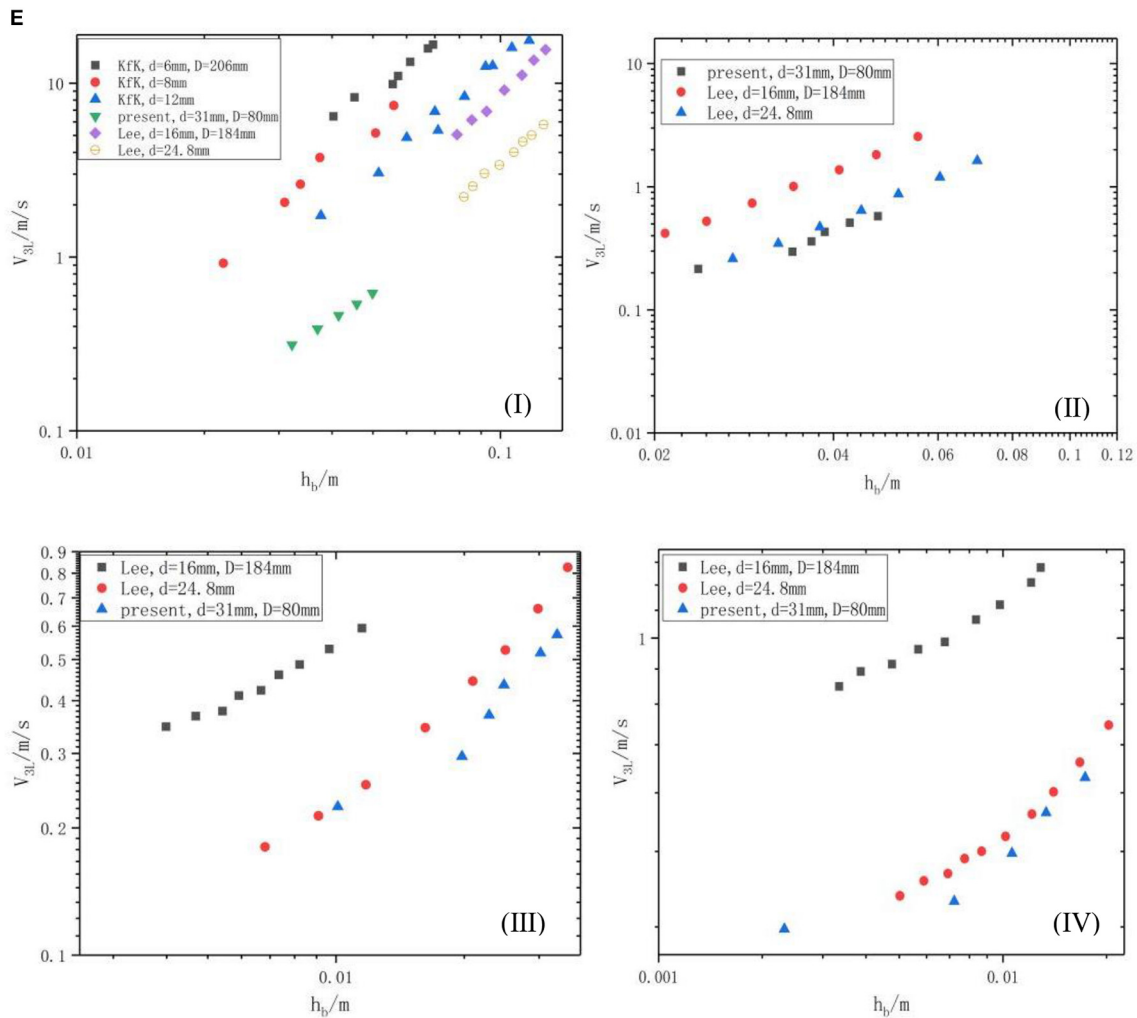 E
KfK, d=6mm, D=206mm
KfK, d=8mm
KfK, d=12mm
present, d=31mm, D=80mm
Lee, d=16mm, D=184mm
Lee, d=24.8mm
10
1
0.1
V3L/m/s
0.01
0.1
hb/m
(I)
present, d=31mm, D=80mm
Lee, d=16mm, D=184mm
Lee, d=24.8mm
10
1
0.1
0.01
V3L/m/s
0.02
0.04
0.06
0.08
0.1
0.12
hb/m
(II)
Lee, d=16mm, D=184mm
Lee, d=24.8mm
present, d=31mm, D=80mm
0.9
0.8
0.7
0.6
0.5
0.4
0.3
0.2
0.1
V3L/m/s
0.01
hb/m
(III)
Lee, d=16mm, D=184mm
Lee, d=24.8mm
present, d=31mm, D=80mm
1
V3L/m/s
0.001
0.01
hb/m
(IV)